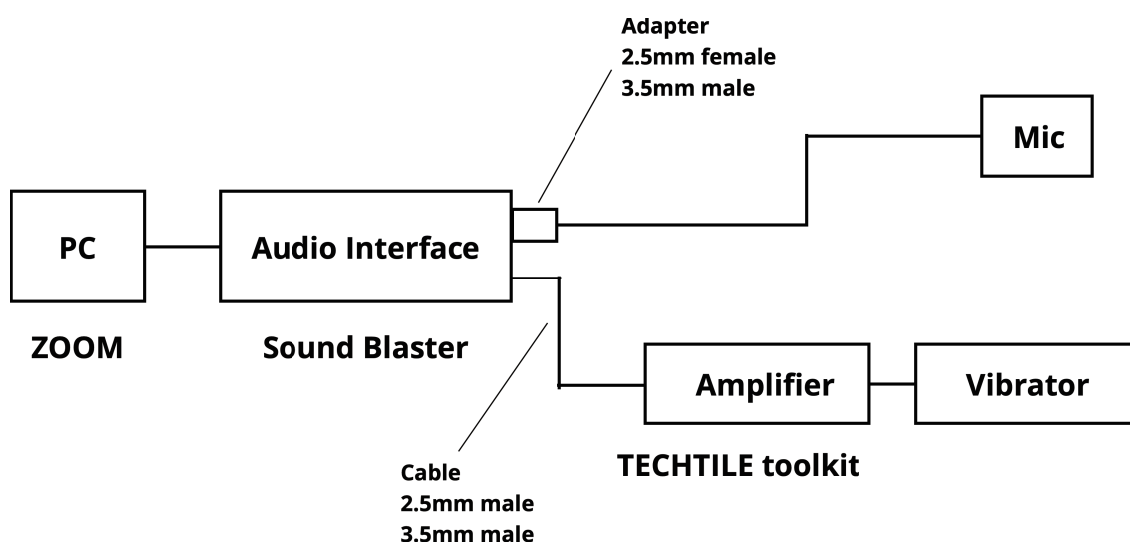 Adapter
2.5mm female
3.5mm male
Mic
PC
Audio Interface
ZOOM
Sound Blaster
Amplifier
Vibrator
TECHTILE toolkit
Cable
2.5mm male
3.5mm male